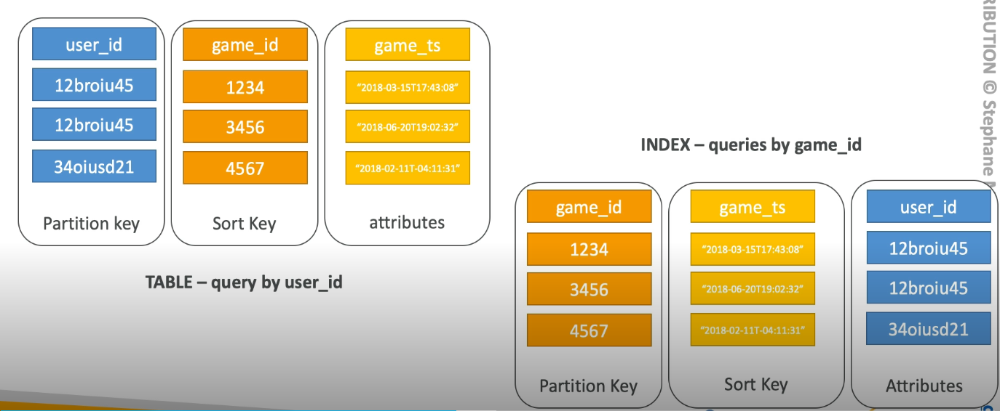 user_id
game_id
game_ts
12broiu45
1234
"2018-03-15T17:43:08"
12broiu45
3456
"2018-06-20T19:02:32"
34oiusd21
4567
"2018-02-11T-04:11:31"
Partition key
Sort Key
attributes
TABLE – query by user_id
INDEX – queries by game_id
game_id
game_ts
user_id
1234
"2018-03-15T17:43:08"
12broiu45
3456
"2018-06-20T19:02:32"
12broiu45
4567
"2018-02-11T-04:11:31"
34oiusd21
Partition Key
Sort Key
Attributes
© Stephane